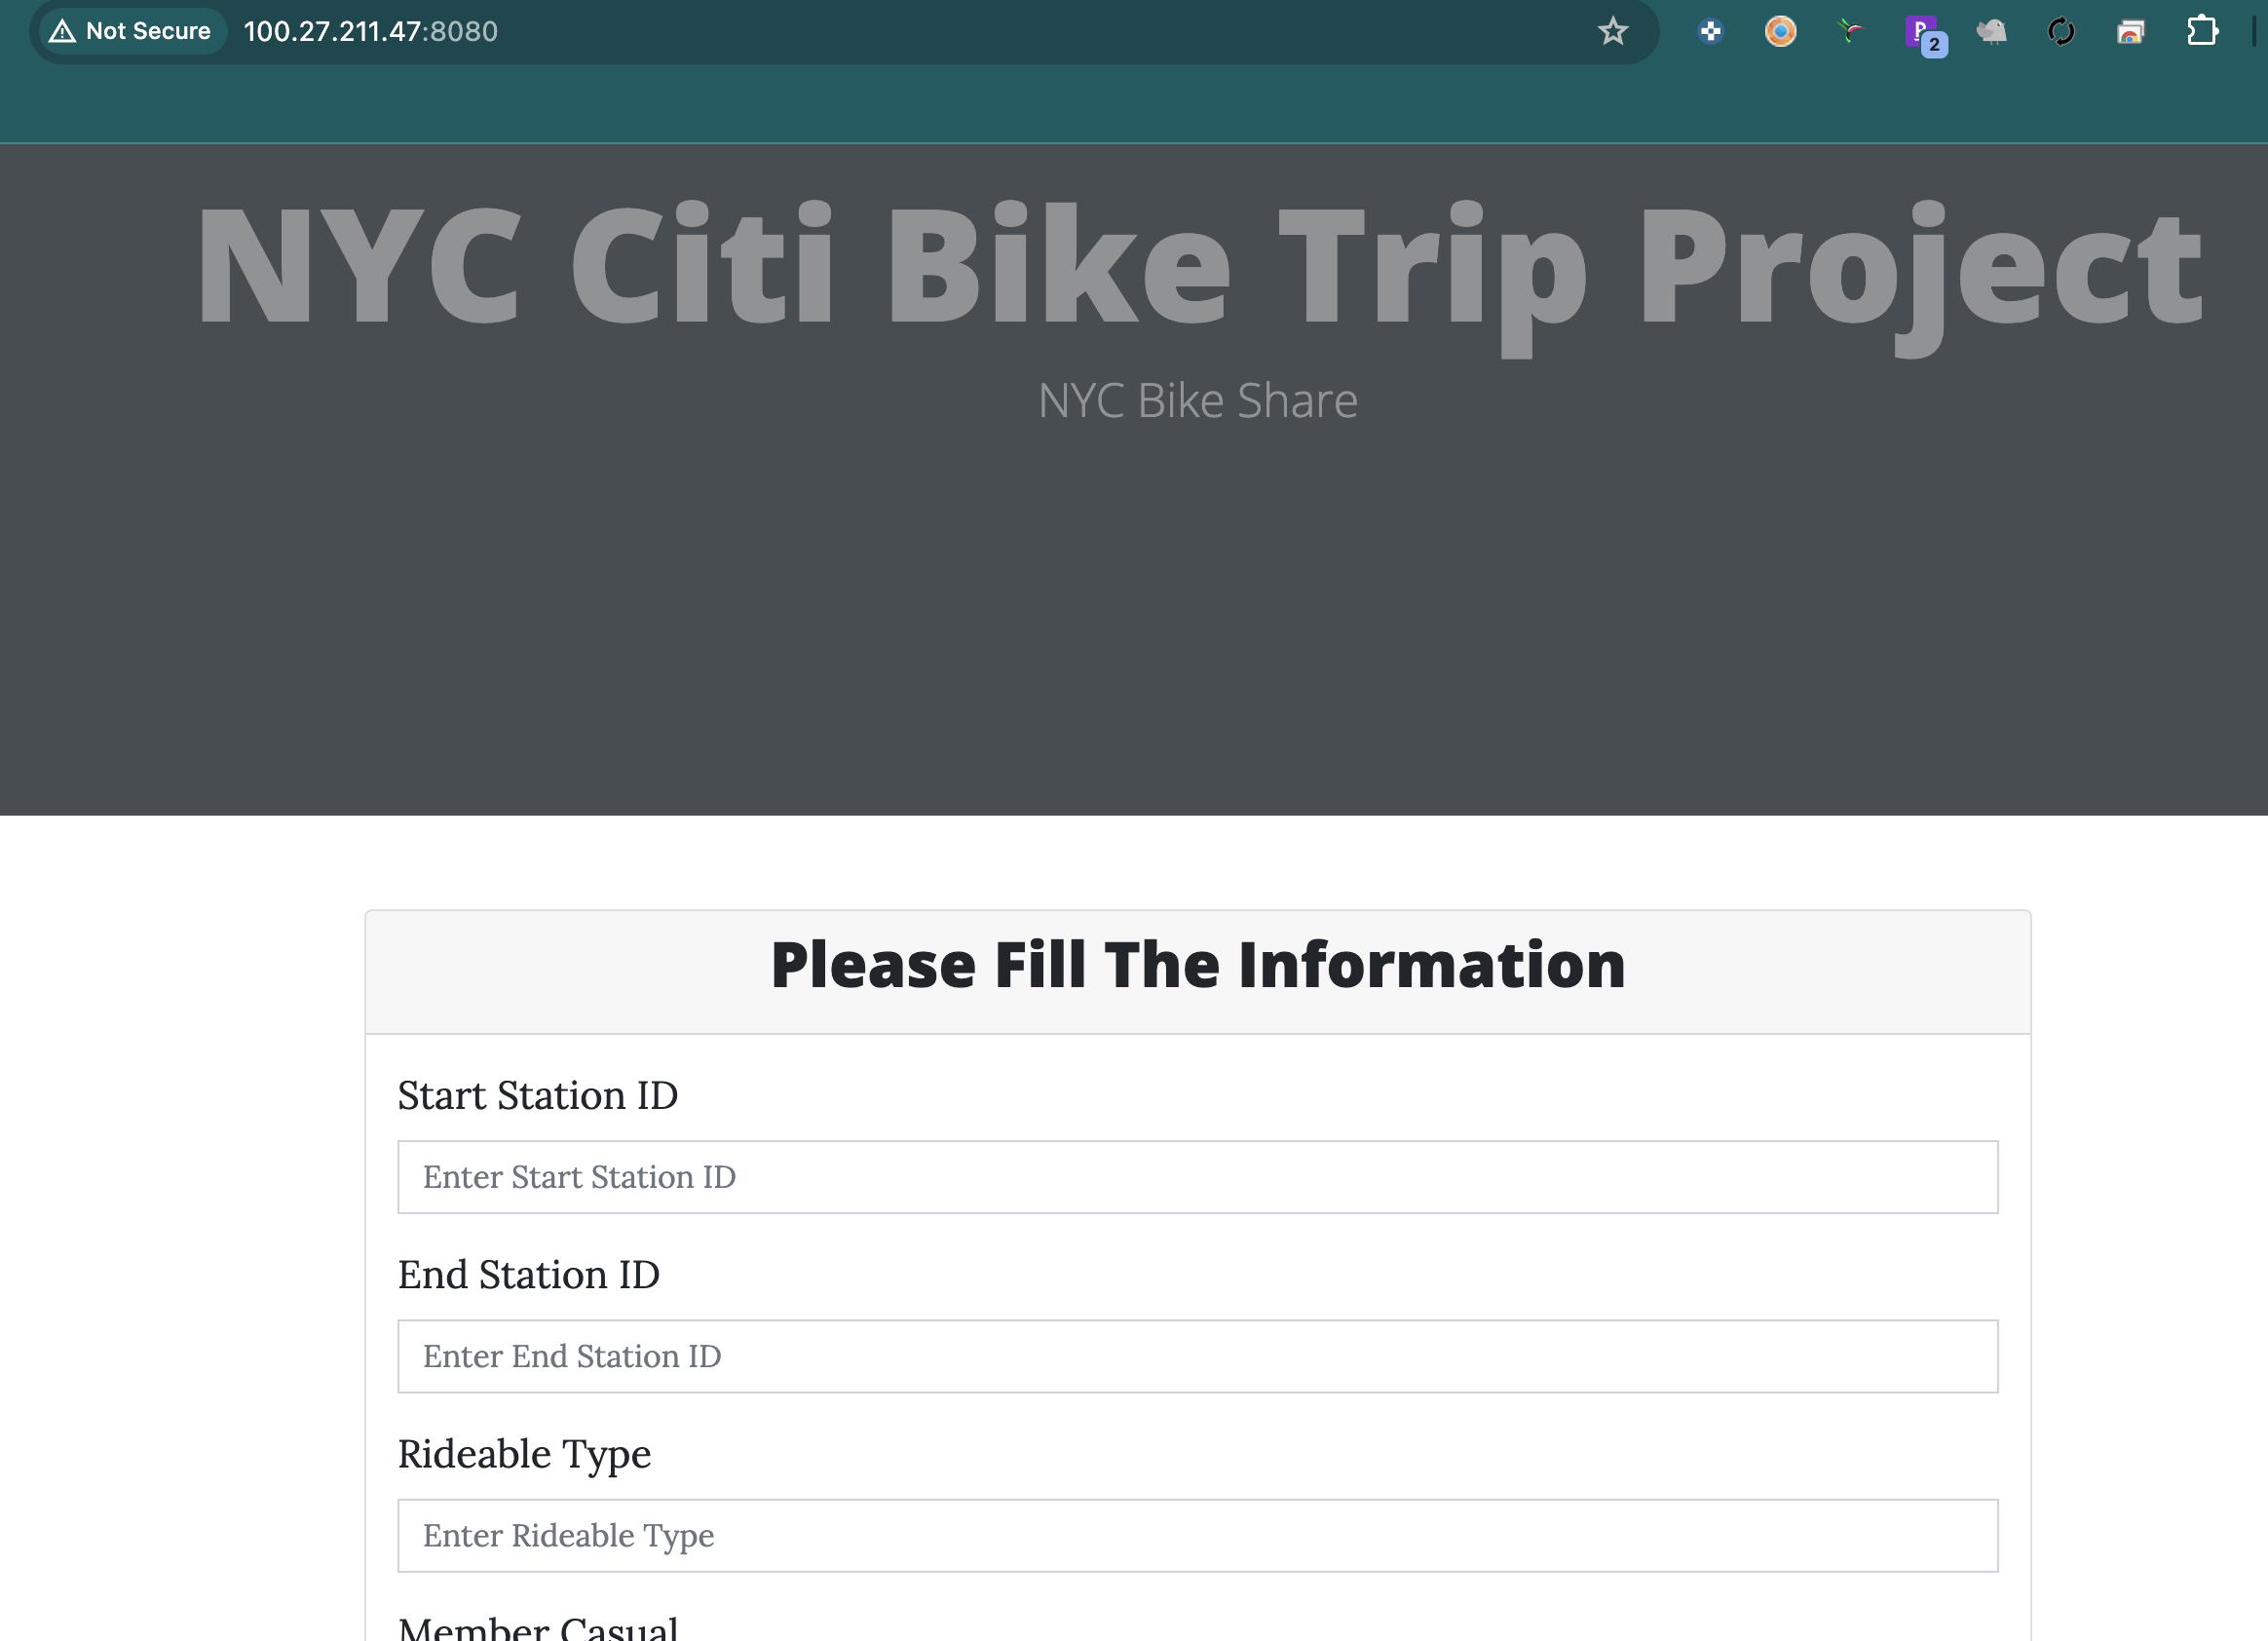 Not Secure 100.27.211.47:8080
2
NYC Citi Bike Trip Project
NYC Bike Share
Please Fill The Information
Start Station ID
Enter Start Station ID
End Station ID
Enter End Station ID
Rideable Type
Enter Rideable Type
Member Casual